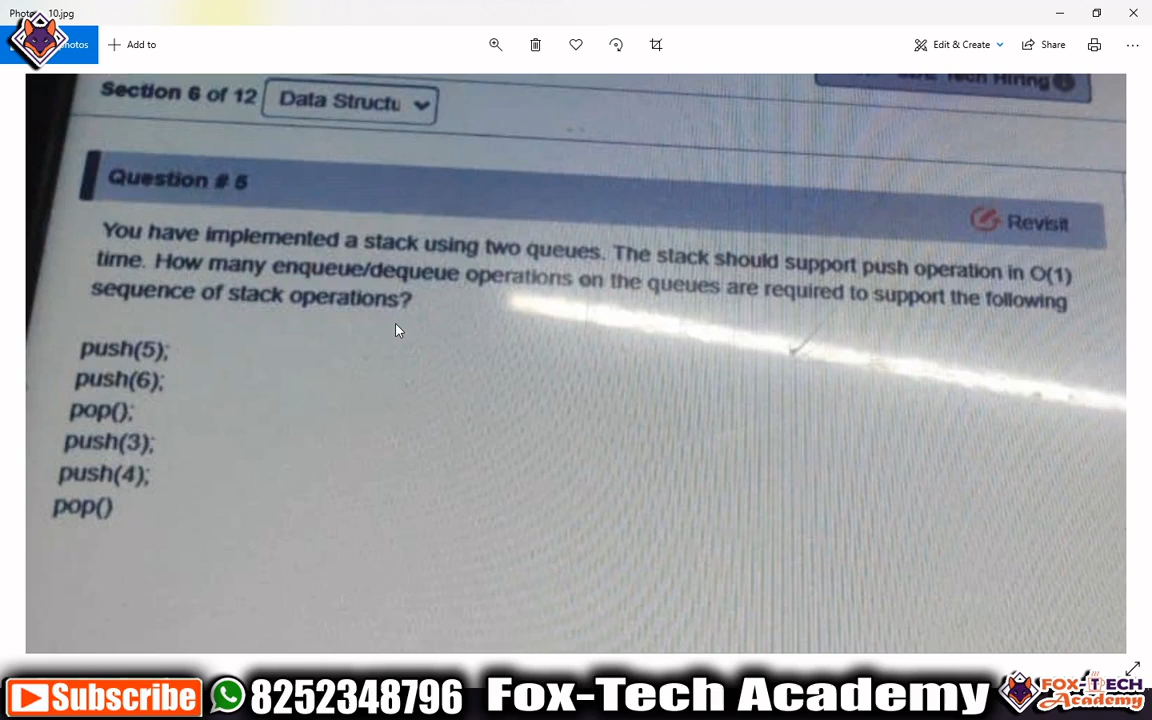 10.jpg
Add to
Edit & Create
Share
Section 6 of 12
Data Structu
Tech Hiring
Question # 5
Revisit
You have implemented a stack using two queues. The stack should support push operation in O(1)
time. How many enqueue/dequeue operations on the queues are required to support the following
sequence of stack operations?
push(5);
push(6);
pop();
push(3);
push(4);
pop()
Subscribe
8252348796
Fox-Tech Academy
FOX-TECH
Academy